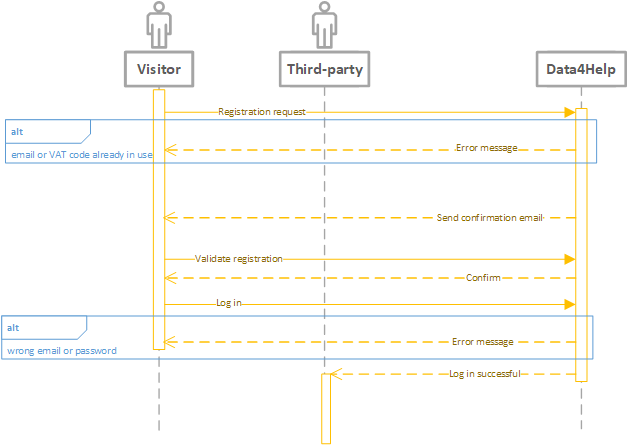 Visitor
Third-party
Data4Help
Registration request
alt
Error message
email or VAT code already in use
Send confirmation email
Validate registration
Confirm
Log in
alt
Error message
wrong email or password
Log in successful